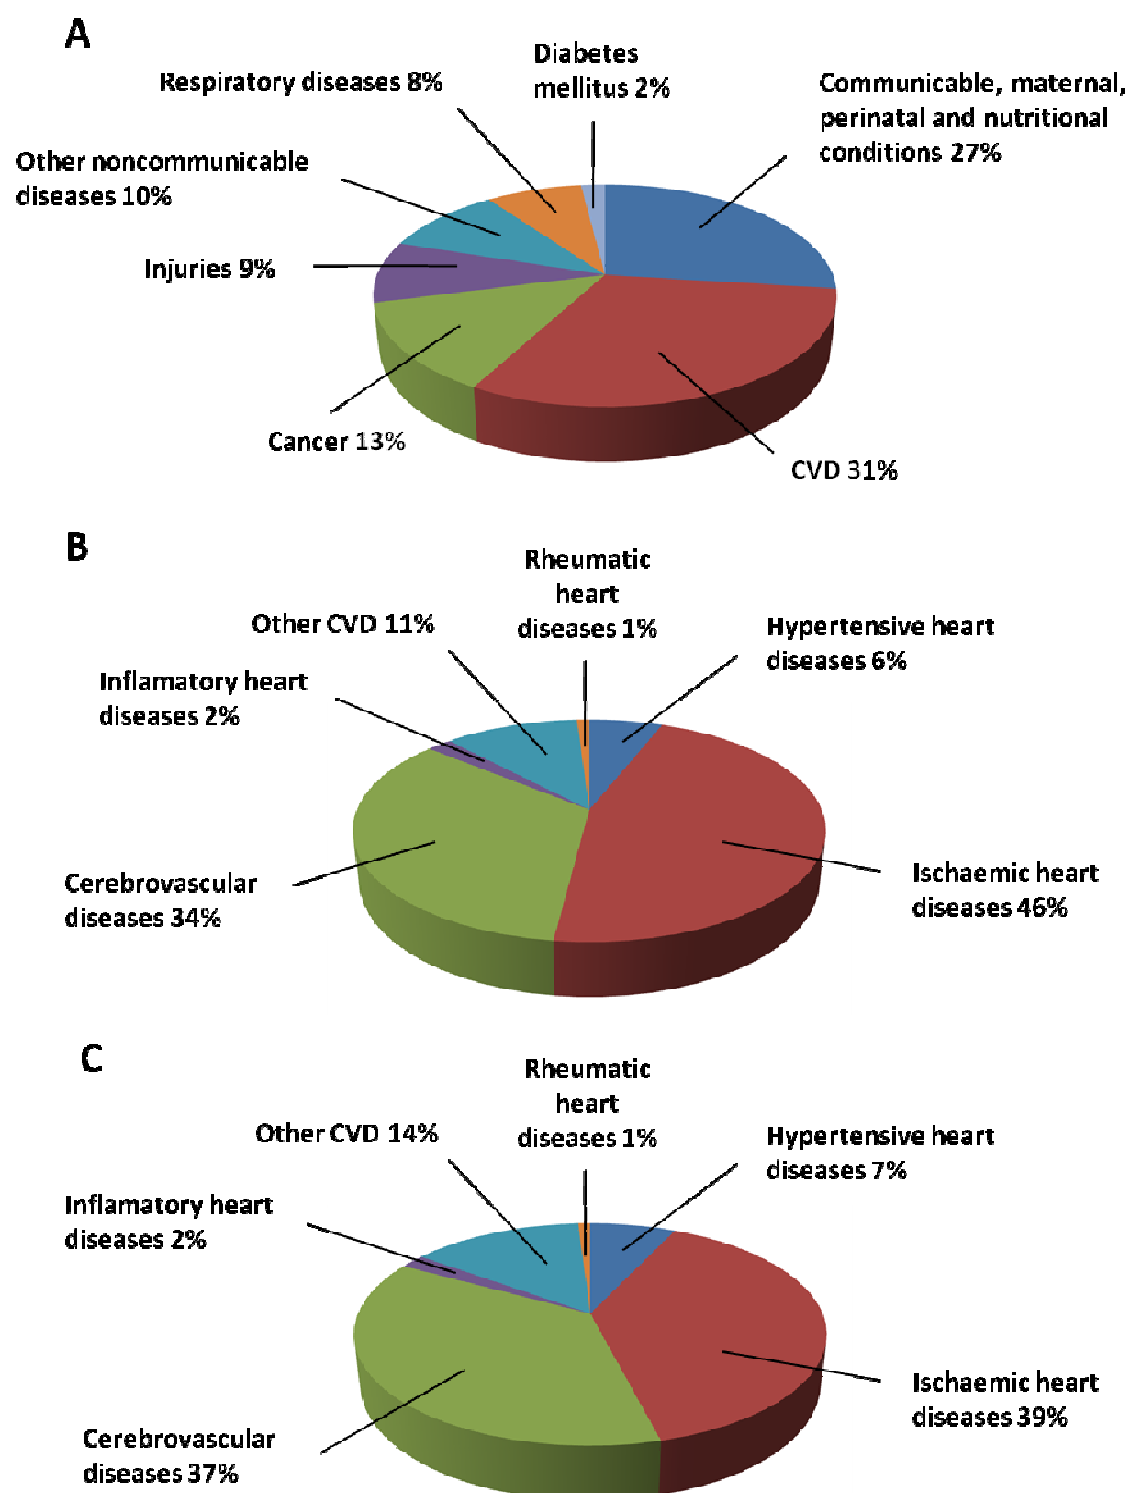 A
Diabetes
mellitus 2%
Respiratory diseases 8%
Communicable, maternal,
perinatal and nutritional
conditions 27%
Other noncommunicable
diseases 10%
Injuries 9%
Cancer 13%
CVD 31%
B
Rheumatic
heart
diseases 1%
Other CVD 11%
Hypertensive heart
diseases 6%
Inflamatory heart
diseases 2%
Cerebrovascular
diseases 34%
Ischaemic heart
diseases 46%
C
Rheumatic
heart
diseases 1%
Other CVD 14%
Hypertensive heart
diseases 7%
Inflamatory heart
diseases 2%
Ischaemic heart
diseases 39%
Cerebrovascular
diseases 37%